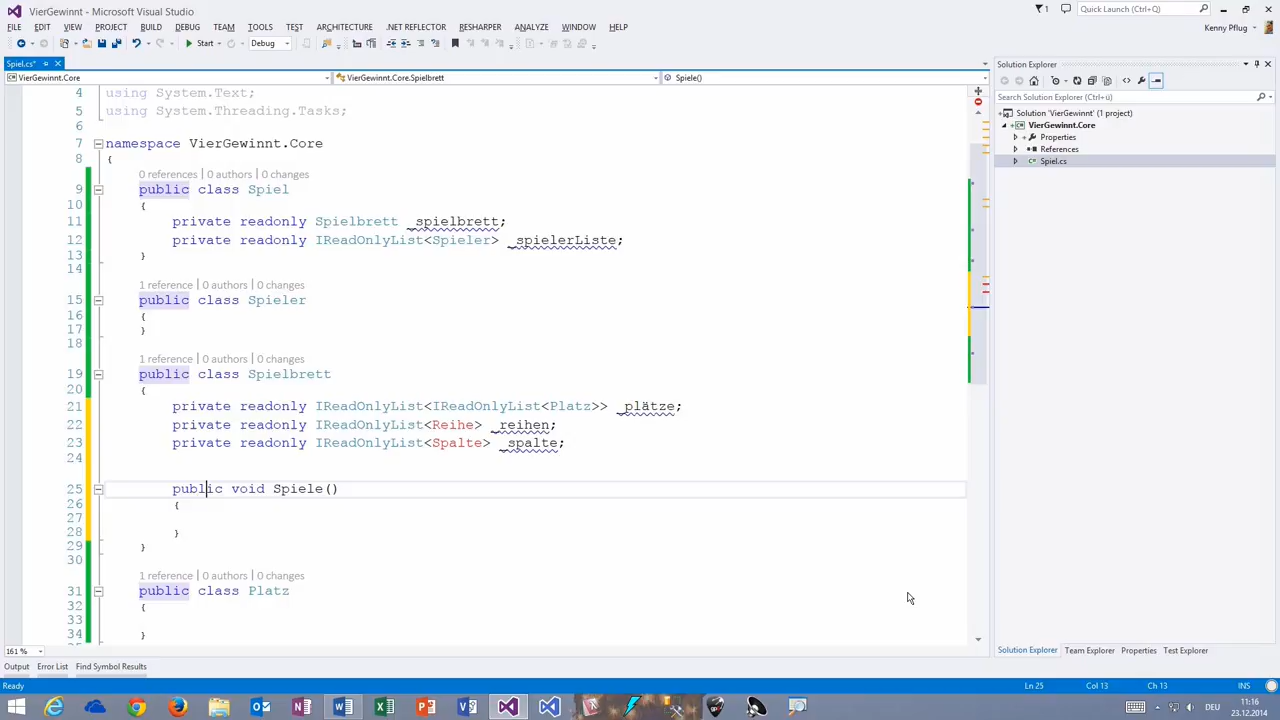 VierGewinnt - Microsoft Visual Studio
1
Quick Launch (Ctrl+Q)
FILE EDIT VIEW PROJECT BUILD DEBUG TEAM TOOLS TEST ARCHITECTURE .NET REFLECTOR RESHARPER ANALYZE WINDOW HELP
Kenny Pflug
Start
Debug
Spiel.cs*
Solution Explorer
VierGewinnt.Core
VierGewinnt.Core.Spielbrett
Spiele()
Search Solution Explorer (Ctrl+ü)
Solution 'VierGewinnt' (1 project)
VierGewinnt.Core
Properties
References
Spiel.cs
4 using System.Text;
5 using System.Threading.Tasks;
6
7 namespace VierGewinnt.Core
8 {
0 references | 0 authors | 0 changes
9 public class Spiel
10 {
11 private readonly Spielbrett _spielbrett;
12 private readonly IReadOnlyList<Spieler> _spielerListe;
13 }
14
1 reference | 0 authors | 0 changes
15 public class Spieler
16 {
17 }
18
1 reference | 0 authors | 0 changes
19 public class Spielbrett
20 {
21 private readonly IReadOnlyList<IReadOnlyList<Platz>> _plätze;
22 private readonly IReadOnlyList<Reihe> _reihen;
23 private readonly IReadOnlyList<Spalte> _spalte;
24
25 public void Spiele()
26 {
27
28 }
29 }
30
1 reference | 0 authors | 0 changes
31 public class Platz
32 {
33
34 }
161 %
Solution Explorer Team Explorer Properties Test Explorer
Output Error List Find Symbol Results
Ready
Ln 25 Col 13 Ch 13 INS
DEU
11:16
23.12.2014